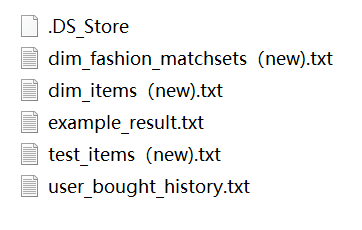 .DS_Store
dim_fashion_matchsets（new).txt
dim_items（new).txt
example_result.txt
test_items（new).txt
user_bought_history.txt